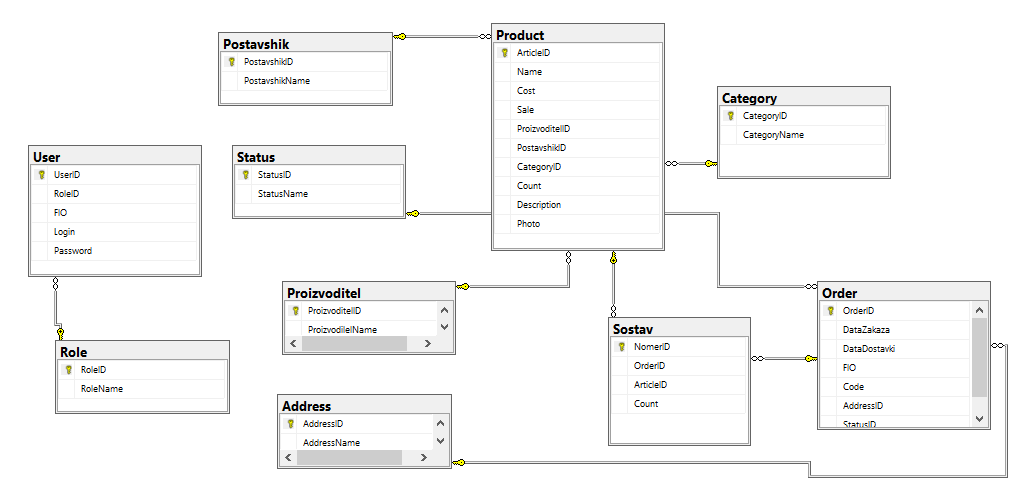 Postavshik
PostavshikID
PostavshikName
Product
ArticleID
Name
Cost
Sale
ProizvoditelID
PostavshikID
CategoryID
Count
Description
Photo
Category
CategoryID
CategoryName
User
UserID
RoleID
FIO
Login
Password
Status
StatusID
StatusName
Proizvoditel
ProizvoditelID
ProizvodilelName
Order
OrderID
DataZakaza
DataDostavki
FIO
Code
AddressID
StatusID
Sostav
NomerID
OrderID
ArticleID
Count
Role
RoleID
RoleName
Address
AddressID
AddressName